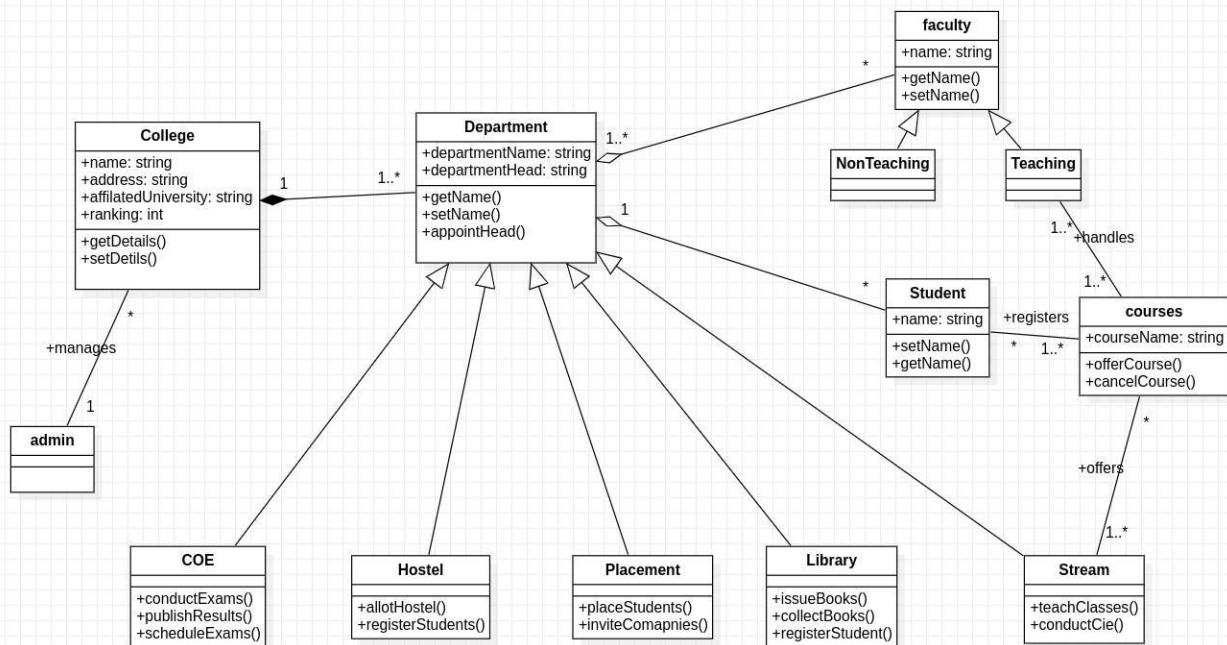 faculty
+name: string
+getName()
+setName()
*
1..*
NonTeaching
Teaching
College
+name: string
+address: string
+affilatedUniversity: string
+ranking: int
+getDetails()
+setDetils()
1
1..*
Department
+departmentName: string
+departmentHead: string
+getName()
+setName()
+appointHead()
1
*
Student
+name: string
+setName()
+getName()
1..*
+handles
1..*
+registers
*
1..*
courses
+courseName: string
+offerCourse()
+cancelCourse()
*
+manages
1
admin
*
+offers
1..*
COE
+conductExams()
+publishResults()
+scheduleExams()
Hostel
+allotHostel()
+registerStudents()
Placement
+placeStudents()
+inviteComapnies()
Library
+issueBooks()
+collectBooks()
+registerStudent()
Stream
+teachClasses()
+conductCie()